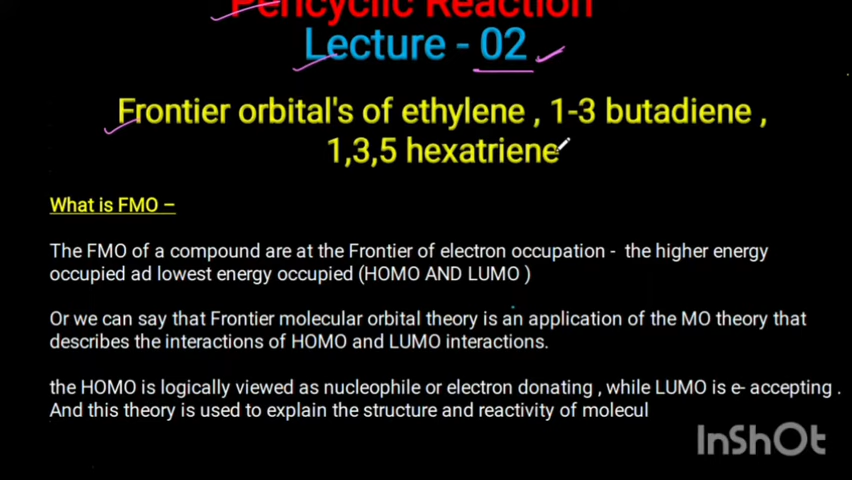 Pericyclic Reaction
Lecture - 02
Frontier orbital's of ethylene , 1-3 butadiene ,
1,3,5 hexatriene
What is FMO –
The FMO of a compound are at the Frontier of electron occupation - the higher energy
occupied ad lowest energy occupied (HOMO AND LUMO )
Or we can say that Frontier molecular orbital theory is an application of the MO theory that
describes the interactions of HOMO and LUMO interactions.
the HOMO is logically viewed as nucleophile or electron donating , while LUMO is e- accepting .
And this theory is used to explain the structure and reactivity of molecul
InShOt